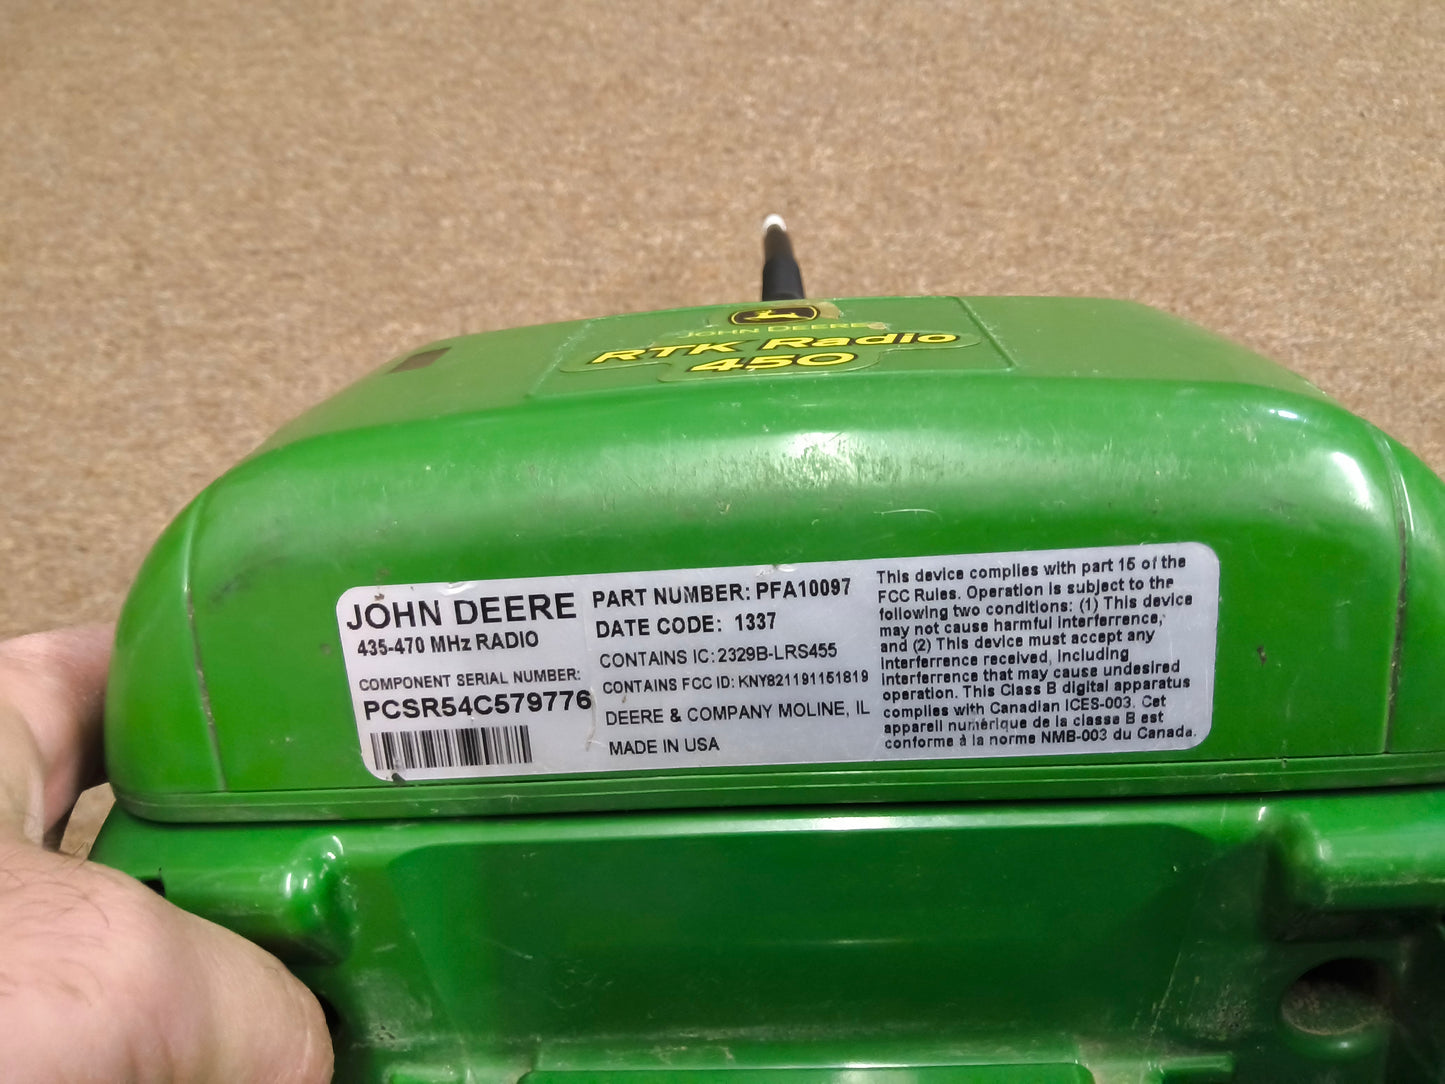 JOHN DEERE
RTK Radio
450
JOHN DEERE
435-470 MHz RADIO
COMPONENT SERIAL NUMBER:
PCSR54C579776
PART NUMBER: PFA10097
DATE CODE: 1337
CONTAINS IC: 2329B-LRS455
CONTAINS FCC ID: KNY821191151819
DEERE & COMPANY MOLINE, IL
MADE IN USA
This device complies with part 15 of the
FCC Rules. Operation is subject to the
following two conditions: (1) This device
may not cause harmful interferrence,
and (2) This device must accept any
interferrence received, including
interferrence that may cause undesired
operation. This Class B digital apparatus
complies with Canadian ICES-003. Cet
appareil numérique de la classe B est
conforme à la norme NMB-003 du Canada.